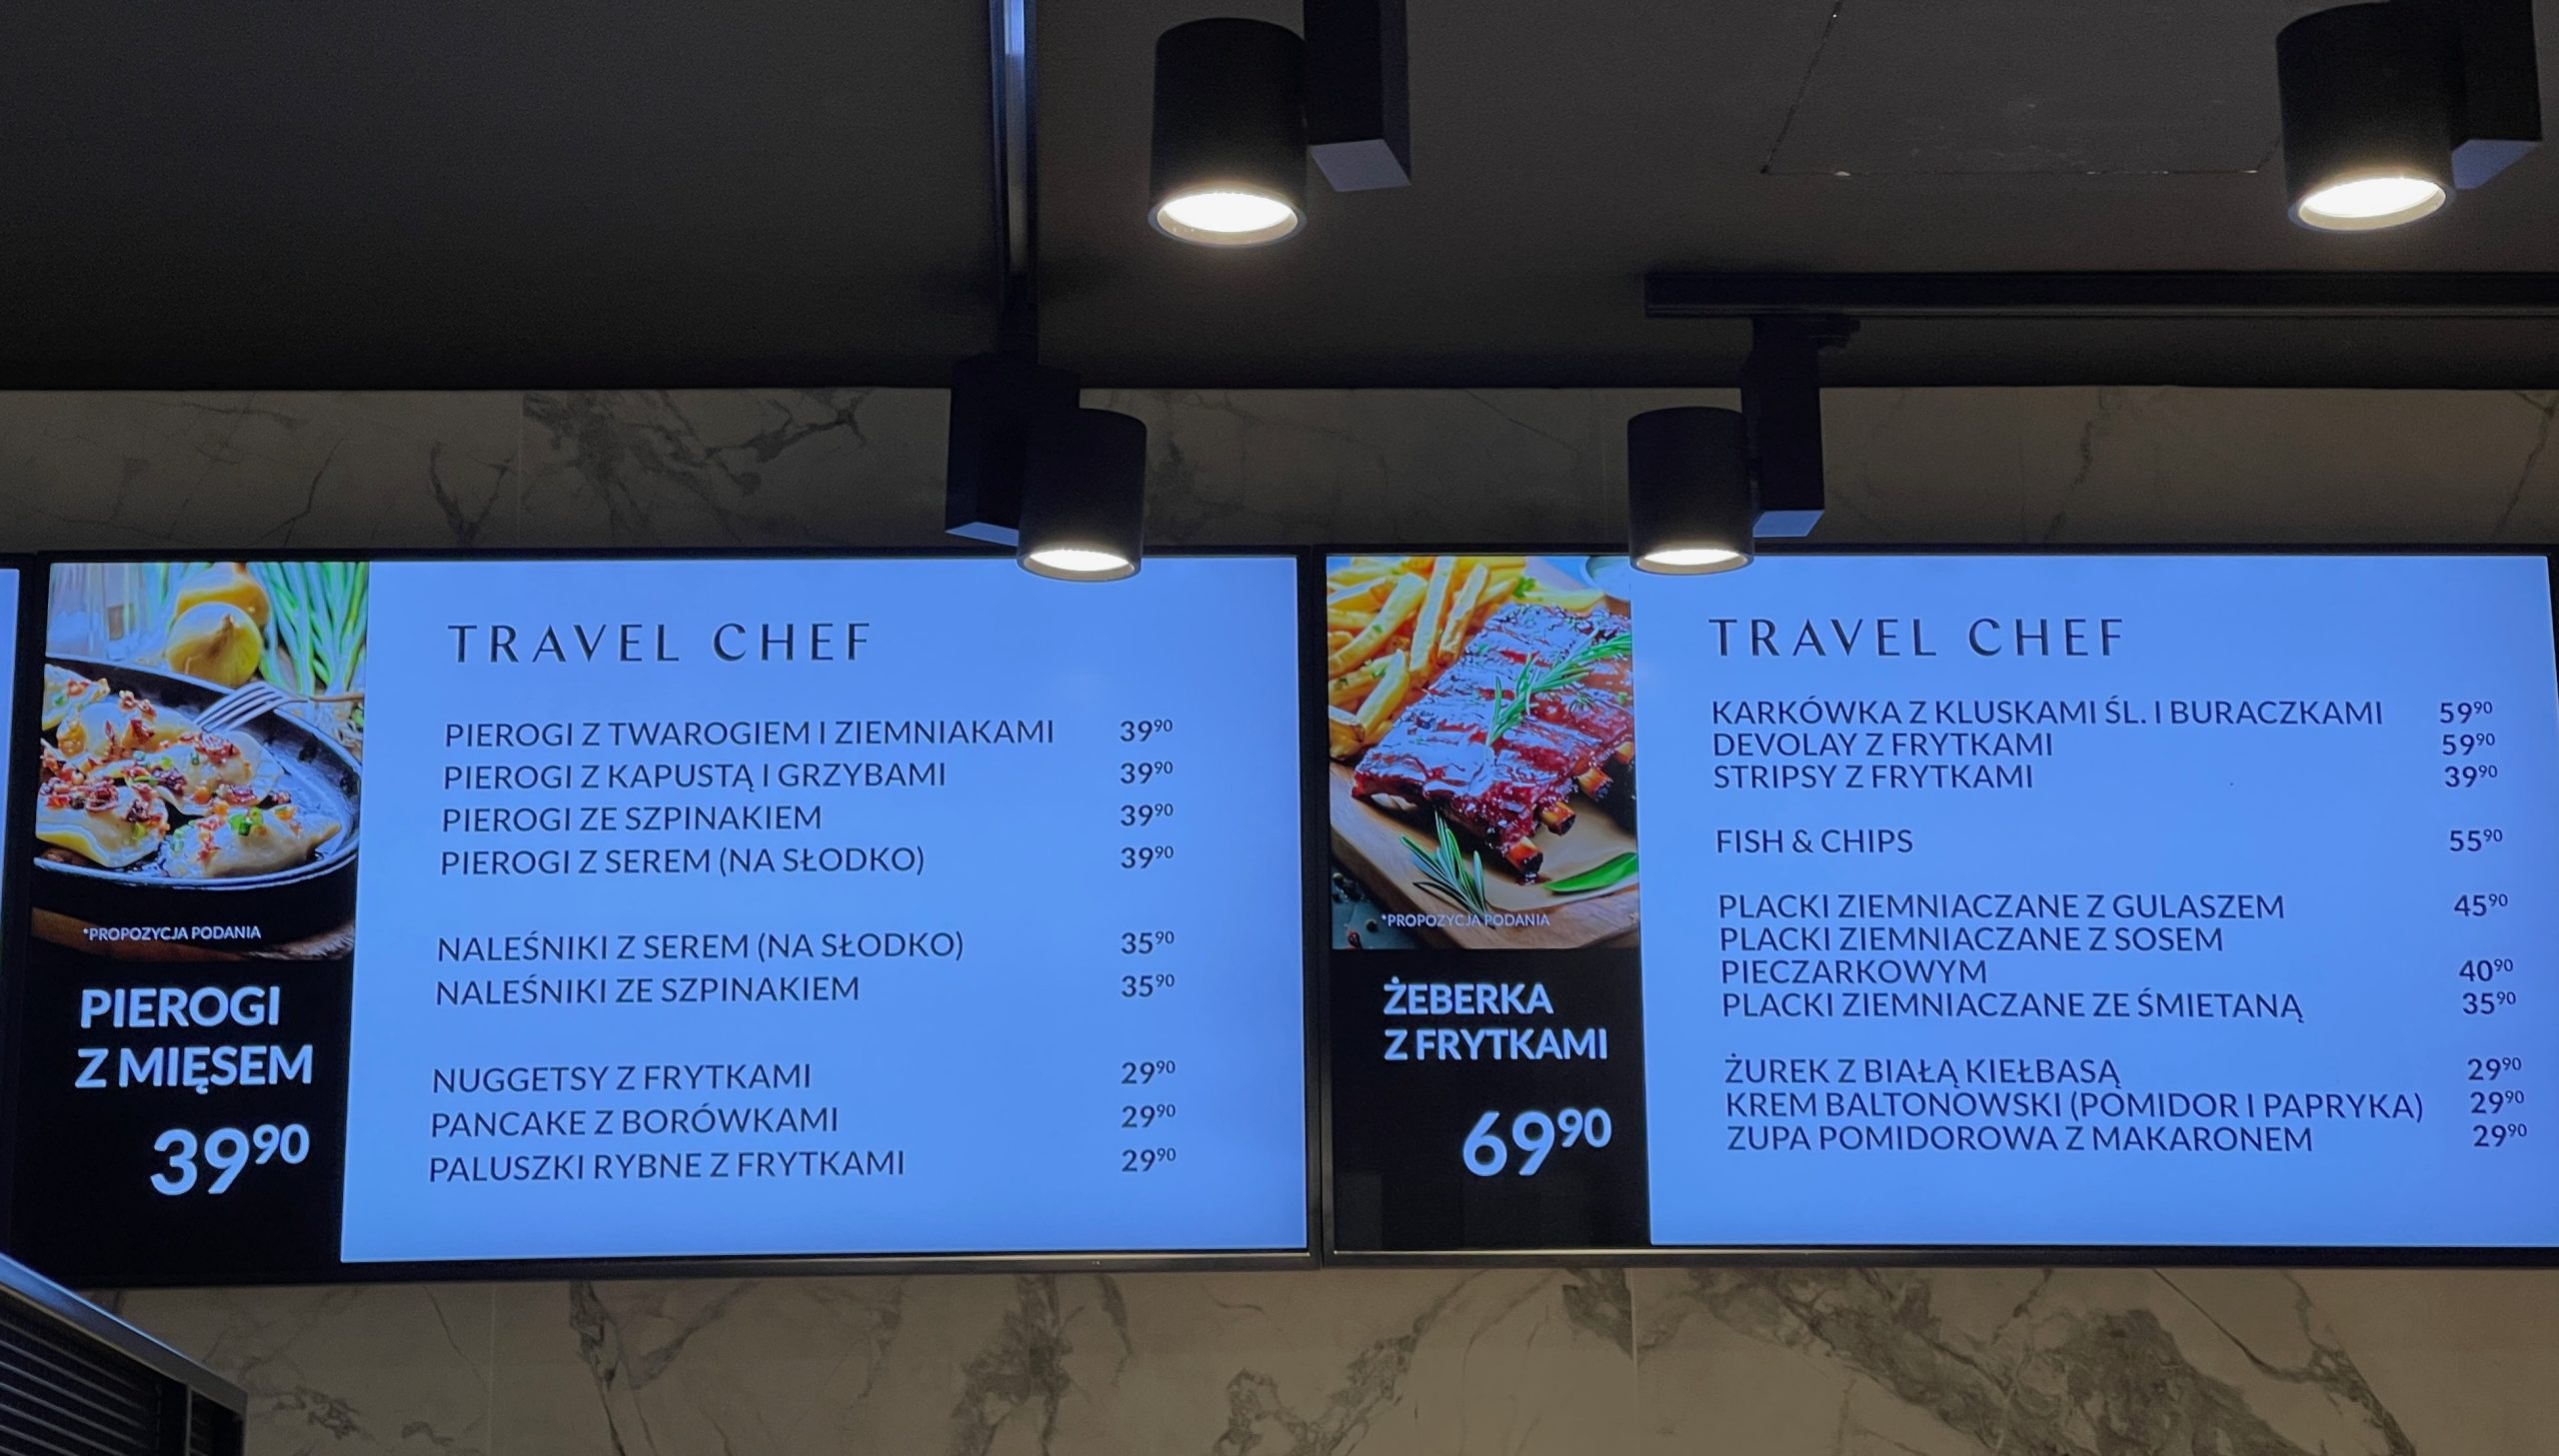 *PROPOZYCJA PODANIA
PIEROGI
Z MIĘSEM
39⁹⁰
TRAVEL CHEF
PIEROGI Z TWAROGIEM I ZIEMNIAKAMI 39⁹⁰
PIEROGI Z KAPUSTĄ I GRZYBAMI 39⁹⁰
PIEROGI ZE SZPINAKIEM 39⁹⁰
PIEROGI Z SEREM (NA SŁODKO) 39⁹⁰
NALEŚNIKI Z SEREM (NA SŁODKO) 35⁹⁰
NALEŚNIKI ZE SZPINAKIEM 35⁹⁰
NUGGETSY Z FRYTKAMI 29⁹⁰
PANCAKE Z BORÓWKAMI 29⁹⁰
PALUSZKI RYBNE Z FRYTKAMI 29⁹⁰
*PROPOZYCJA PODANIA
ŻEBERKA
Z FRYTKAMI
69⁹⁰
TRAVEL CHEF
KARKÓWKA Z KLUSKAMI ŚL. I BURACZKAMI 59⁹⁰
DEVOLAY Z FRYTKAMI 59⁹⁰
STRIPSY Z FRYTKAMI 39⁹⁰
FISH & CHIPS 55⁹⁰
PLACKI ZIEMNIACZANE Z GULASZEM 45⁹⁰
PLACKI ZIEMNIACZANE Z SOSEM
PIECZARKOWYM 40⁹⁰
PLACKI ZIEMNIACZANE ZE ŚMIETANĄ 35⁹⁰
ŻUREK Z BIAŁĄ KIEŁBASĄ 29⁹⁰
KREM BALTONOWSKI (POMIDOR I PAPRYKA) 29⁹⁰
ZUPA POMIDOROWA Z MAKARONEM 29⁹⁰